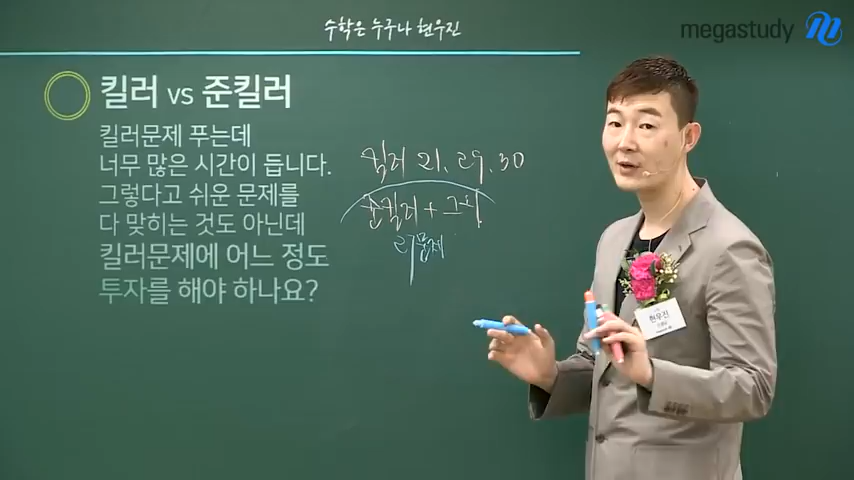 수학은 누구나 현우진
megastudy
킬러 vs 준킬러
킬러문제 푸는데
너무 많은 시간이 듭니다.
그렇다고 쉬운 문제를
다 맞히는 것도 아닌데
킬러문제에 어느 정도
투자를 해야 하나요?
킬러 21, 29, 30
준킬러 +
문제
현우진